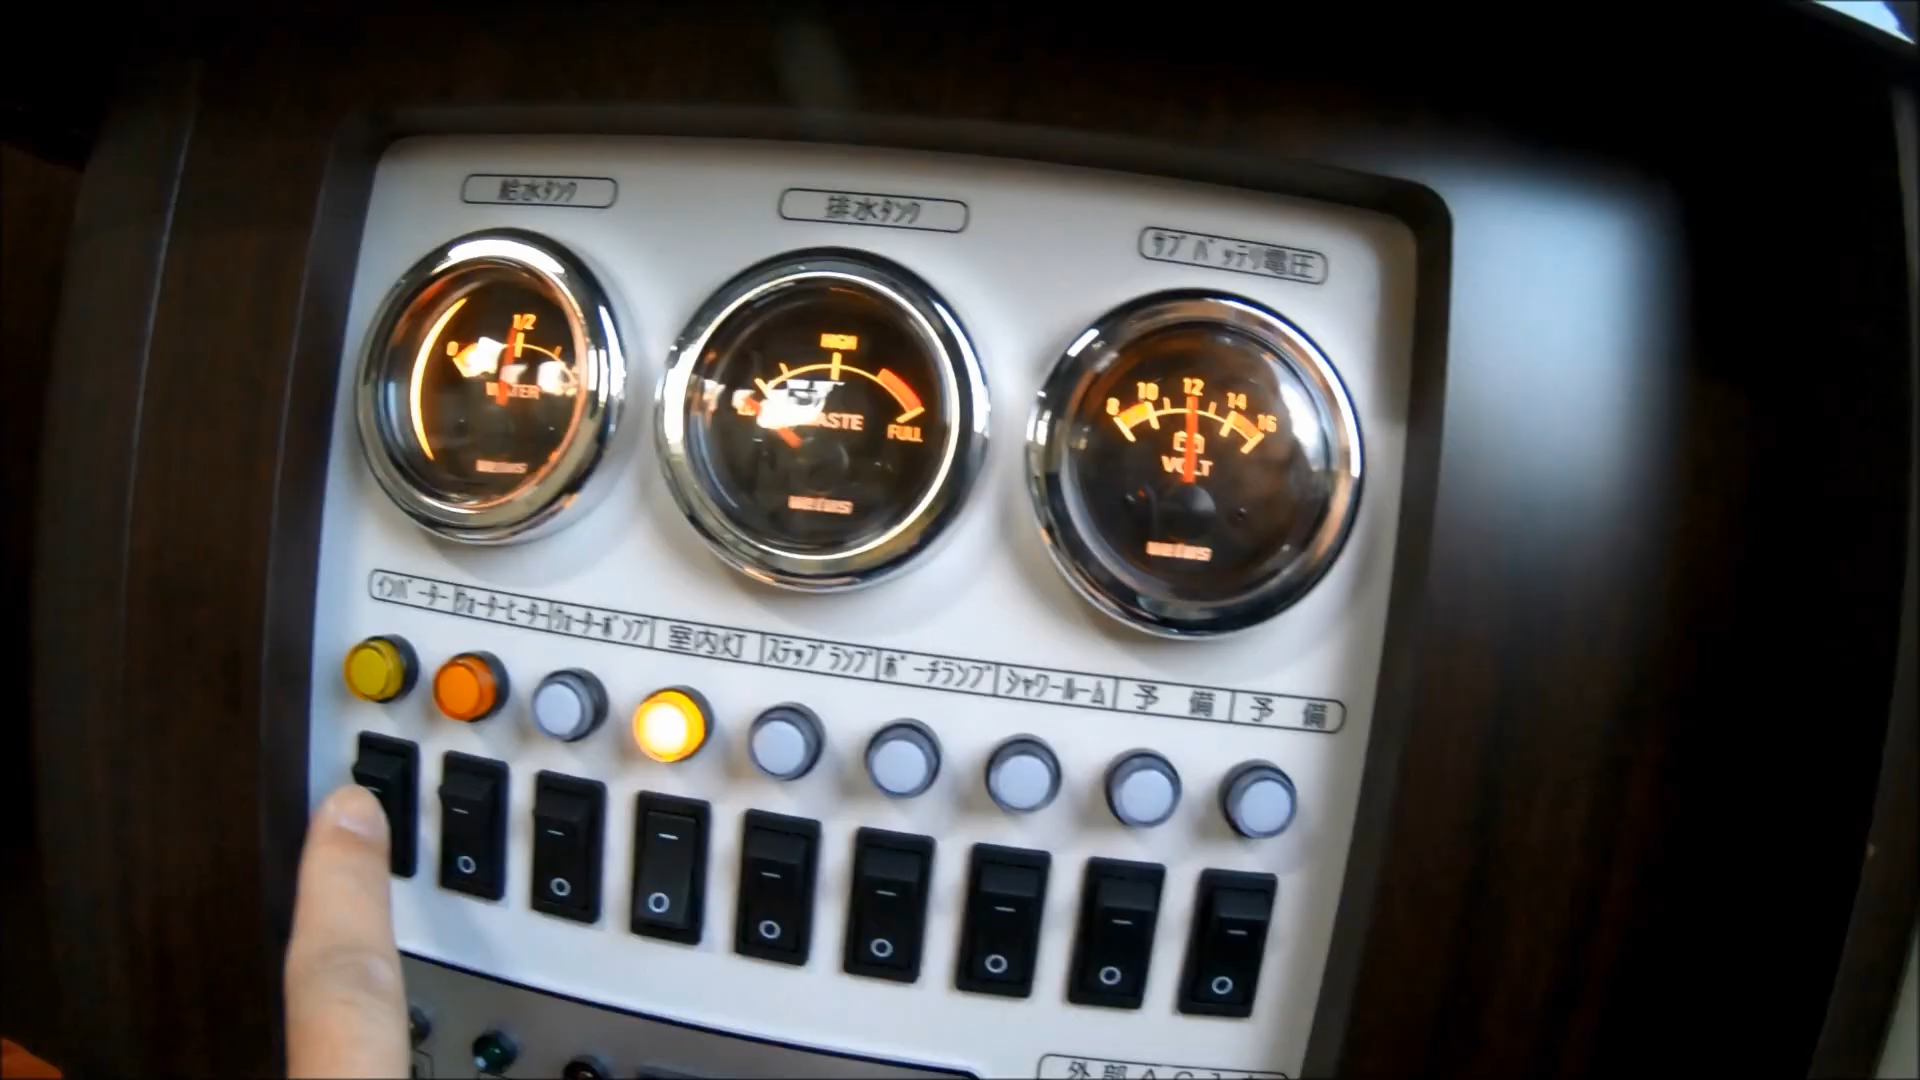 給水タンク
排水タンク
サブバッテリ電圧
0 1/2
WATER
HIGH
WASTE
FULL
8 10 12 14 16
VOLT
インバーター ウォーターヒーター ウォーターポンプ 室内灯 ステップランプ ポーチランプ シャワールーム 予備 予備